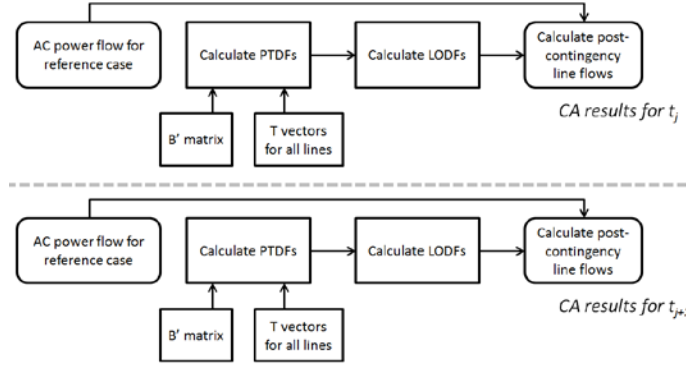 AC power flow for
reference case
Calculate PTDFs
Calculate LODFs
Calculate post-
contingency
line flows
B' matrix
T vectors
for all lines
CA results for tj
AC power flow for
reference case
Calculate PTDFs
Calculate LODFs
Calculate post-
contingency
line flows
B' matrix
T vectors
for all lines
CA results for